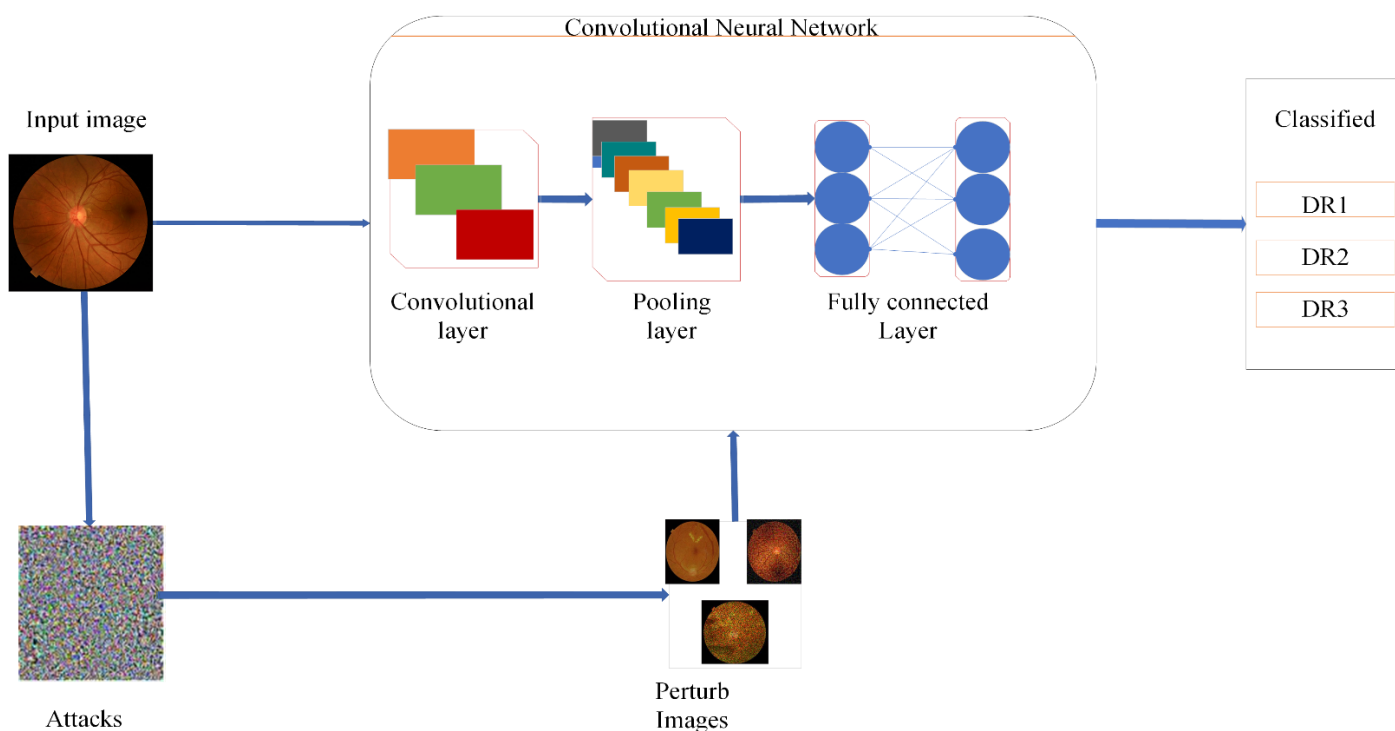 Convolutional Neural Network
Input image
Convolutional
layer
Pooling
layer
Fully connected
Layer
Classified
DR1
DR2
DR3
Attacks
Perturb
Images